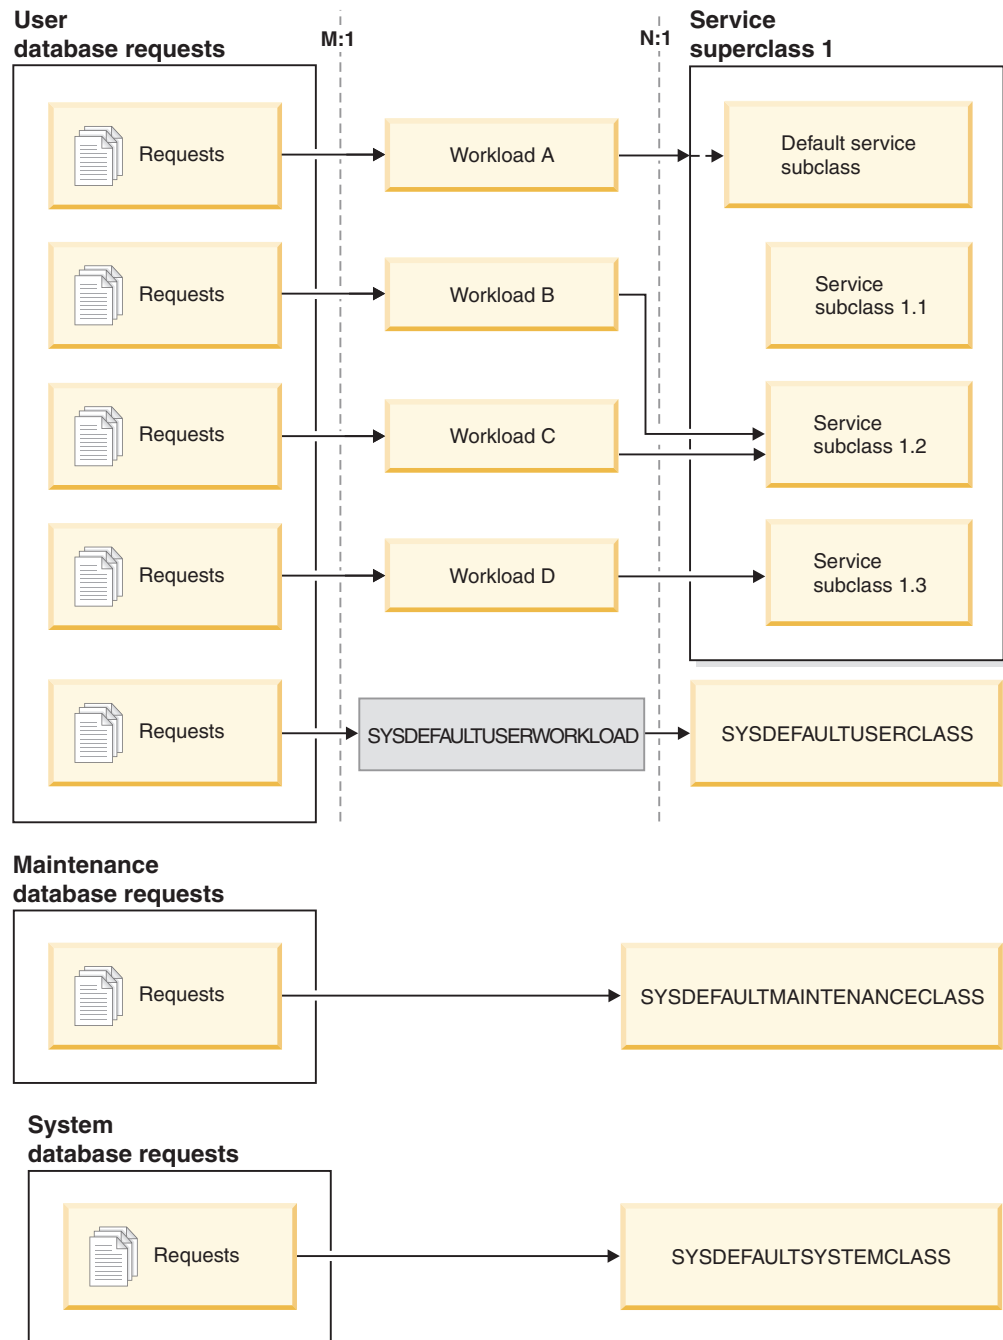 User
database requests
M:1
N:1
Service
superclass 1
Requests
Workload A
Default service
subclass
Requests
Workload B
Service
subclass 1.1
Requests
Workload C
Service
subclass 1.2
Requests
Workload D
Service
subclass 1.3
Requests
SYSDEFAULTUSERWORKLOAD
SYSDEFAULTUSERCLASS
Maintenance
database requests
Requests
SYSDEFAULTMAINTENANCECLASS
System
database requests
Requests
SYSDEFAULTSYSTEMCLASS